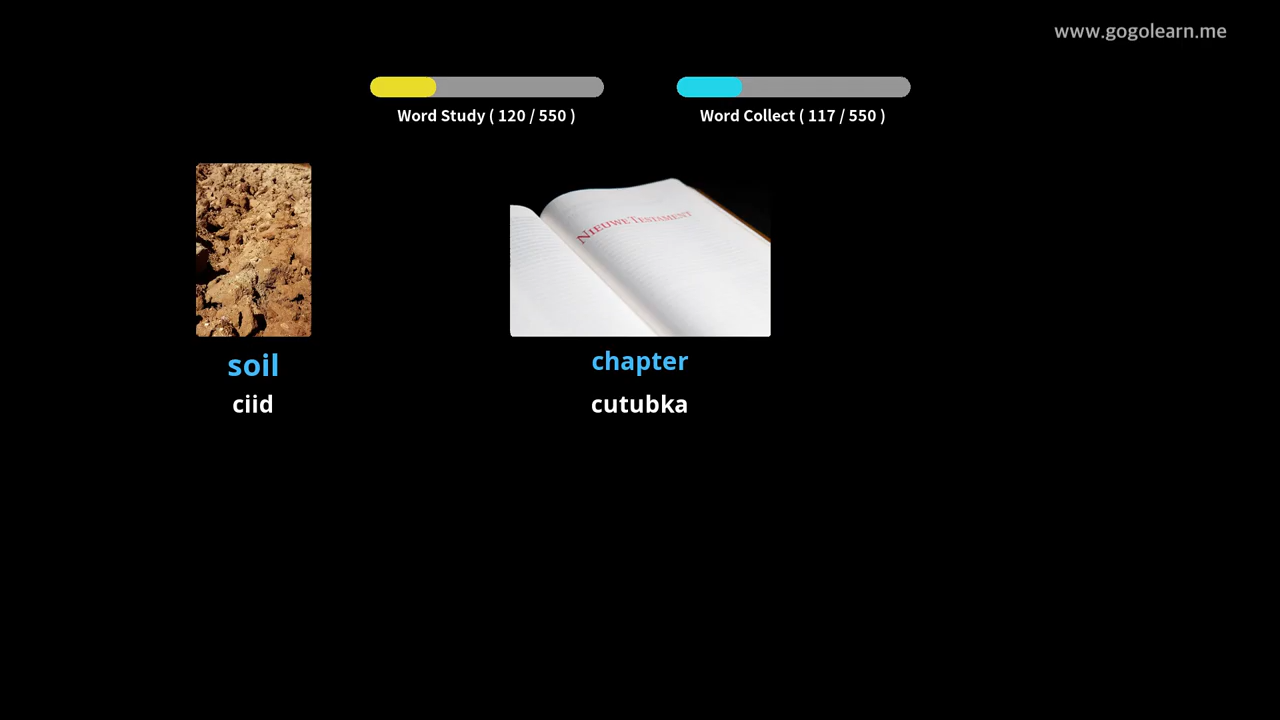 www.gogolearn.me
Word Study ( 120 / 550 )
Word Collect ( 117 / 550 )
NIEUWE TESTAMENT
soil
ciid
chapter
cutubka